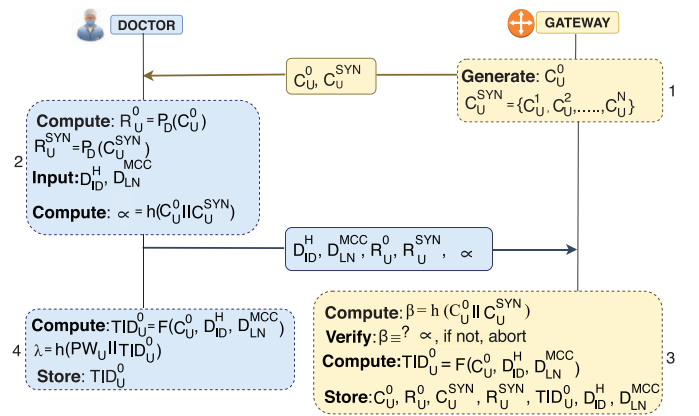 DOCTOR
GATEWAY
C_U^0, C_U^SYN
Generate: C_U^0
C_U^SYN = {C_U^1, C_U^2,....., C_U^N}
1
Compute: R_U^0 = P_D(C_U^0)
R_U^SYN = P_D(C_U^SYN)
Input: D_ID^H, D_LN^MCC
Compute: ∝ = h(C_U^0 || C_U^SYN)
2
D_ID^H, D_LN^MCC, R_U^0, R_U^SYN, ∝
Compute: β = h (C_U^0 || C_U^SYN)
Verify: β ≡? ∝, if not, abort
Compute: TID_U^0 = F(C_U^0, D_ID^H, D_LN^MCC)
Store: C_U^0, R_U^0, C_U^SYN, R_U^SYN, TID_U^0, D_ID^H, D_LN^MCC
3
Compute: TID_U^0 = F(C_U^0, D_ID^H, D_LN^MCC)
λ = h(PW_U || TID_U^0)
Store: TID_U^0
4